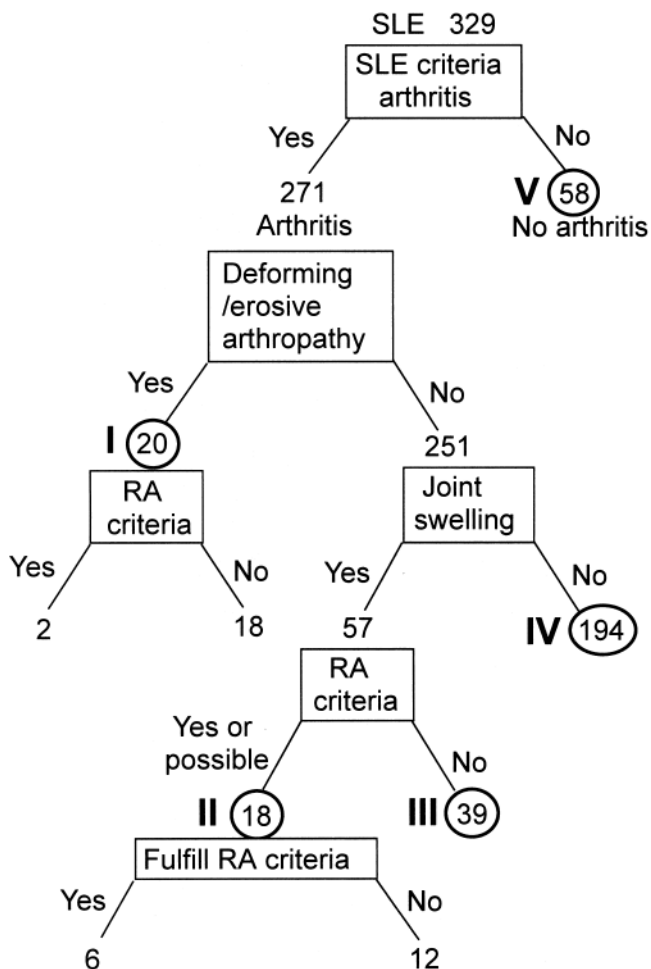 SLE 329
SLE criteria
arthritis
Yes
No
271
V 58
Arthritis
No arthritis
Deforming
/erosive
arthropathy
Yes
No
I 20
251
RA
criteria
Joint
swelling
Yes
No
Yes
No
2
18
57
IV 194
RA
criteria
Yes or
possible
No
II 18
III 39
Fulfill RA criteria
Yes
No
6
12